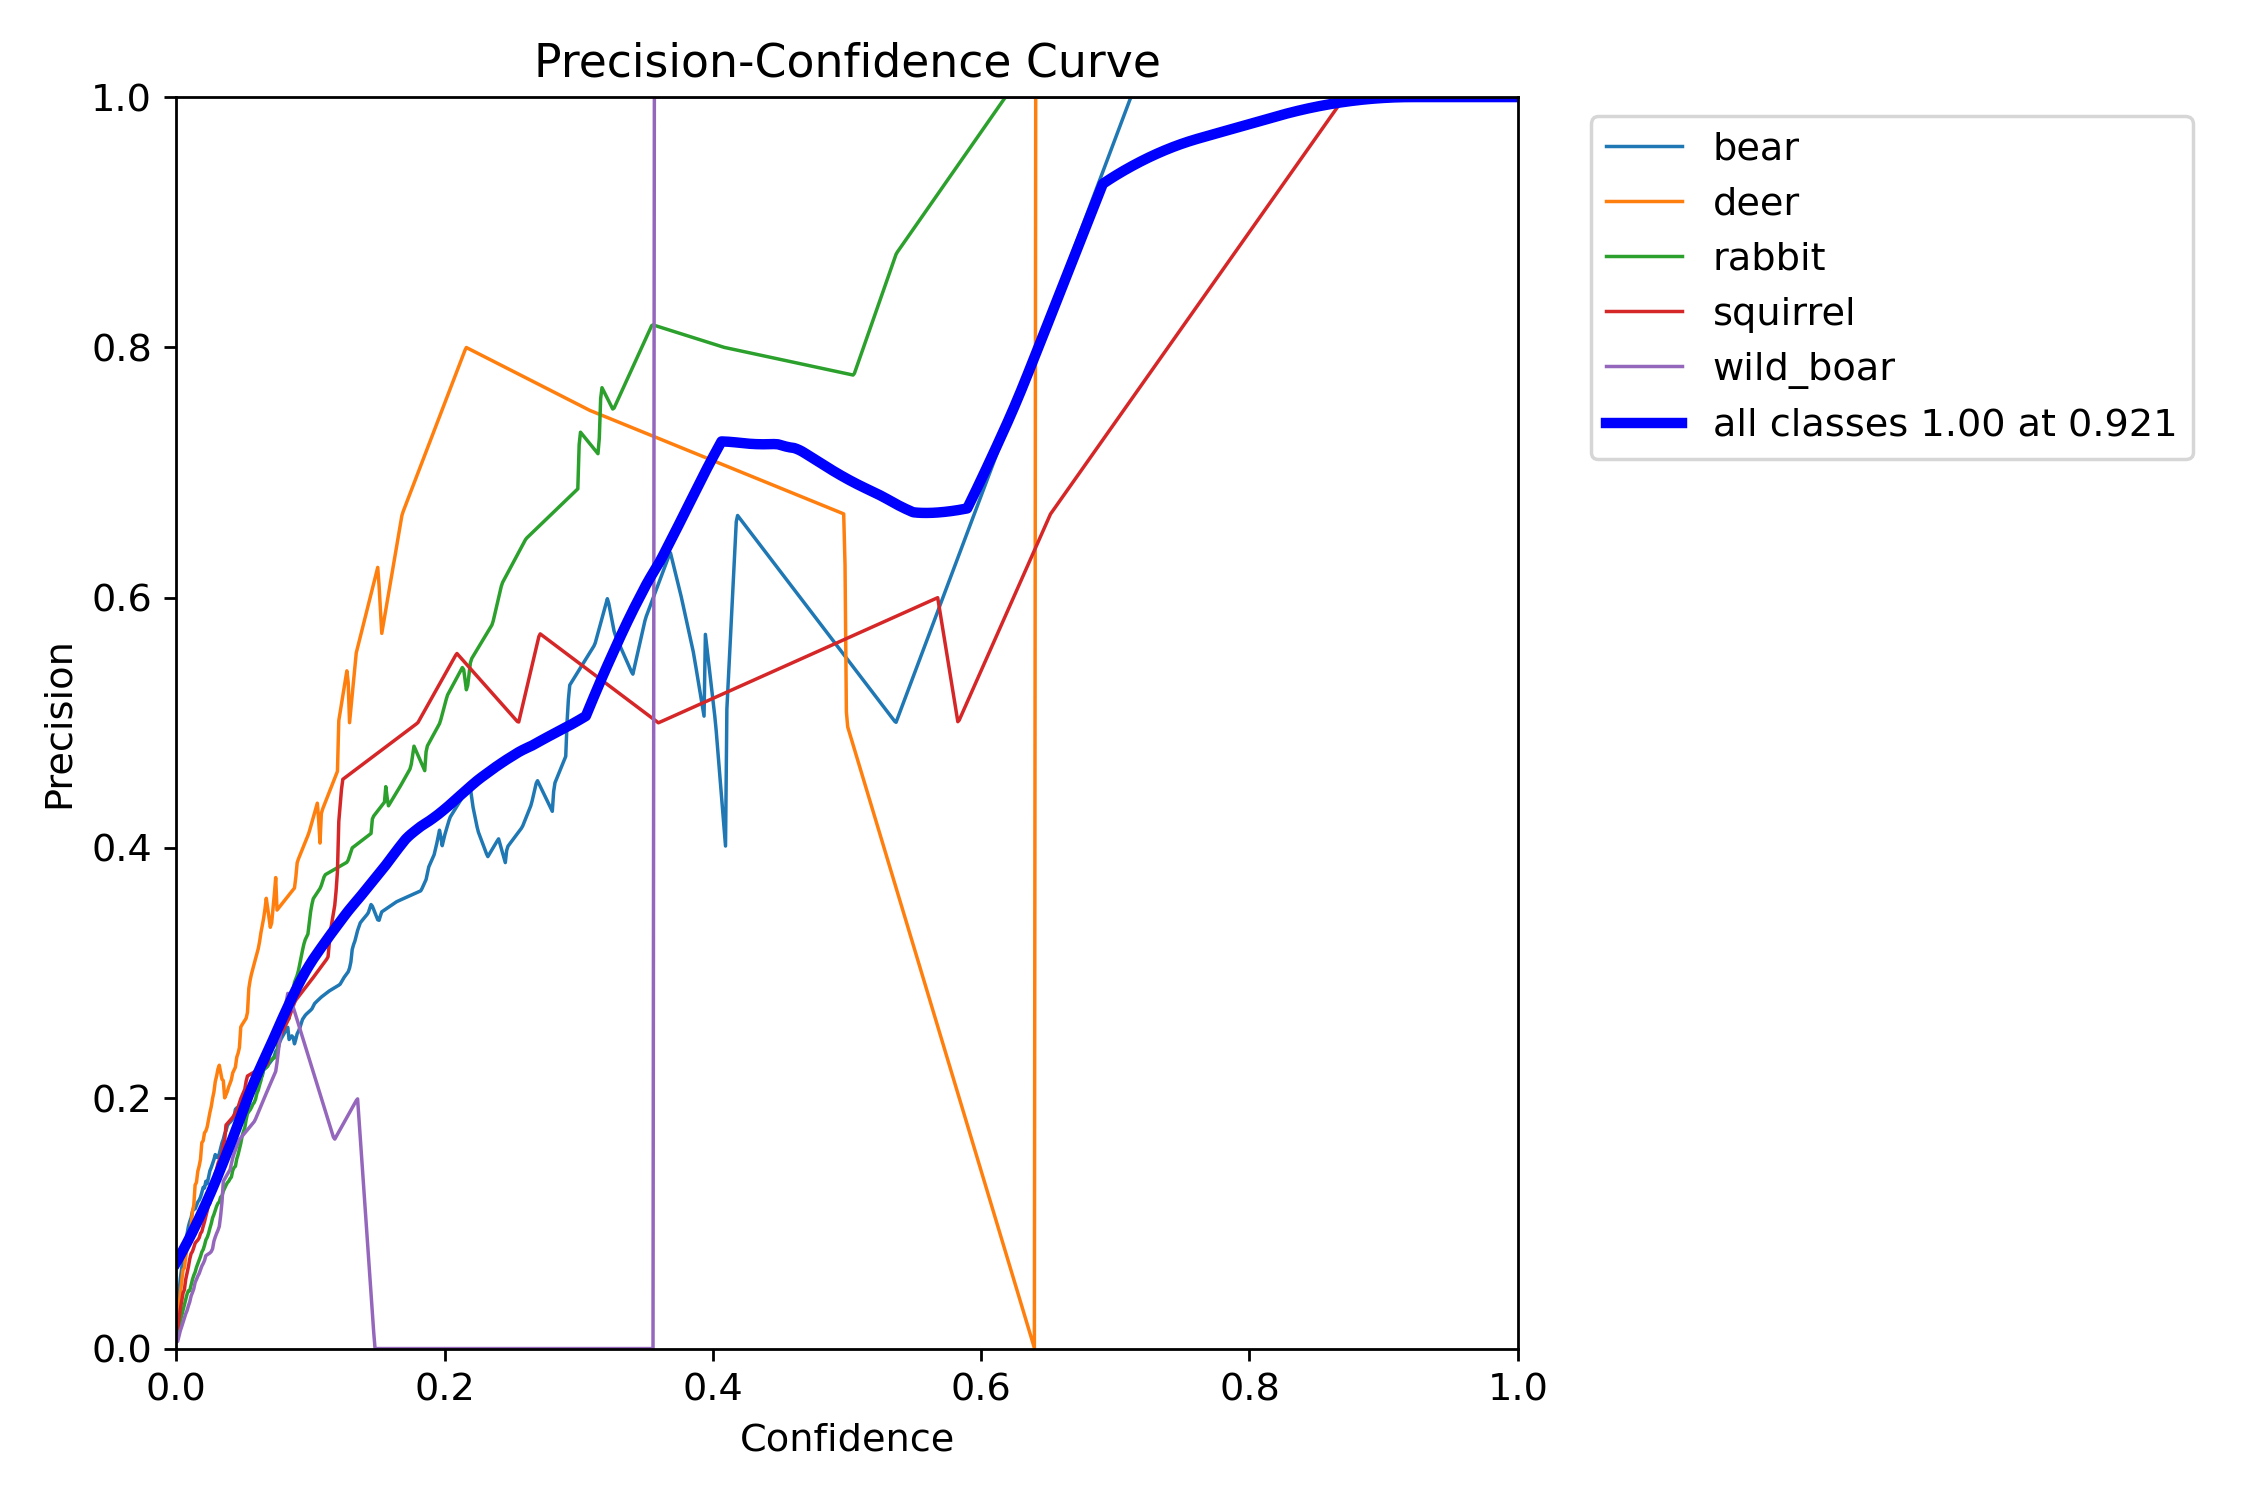 Precision-Confidence Curve
1.0
0.8
0.6
0.4
0.2
0.0
Precision
0.0 0.2 0.4 0.6 0.8 1.0
Confidence
bear
deer
rabbit
squirrel
wild_boar
all classes 1.00 at 0.921